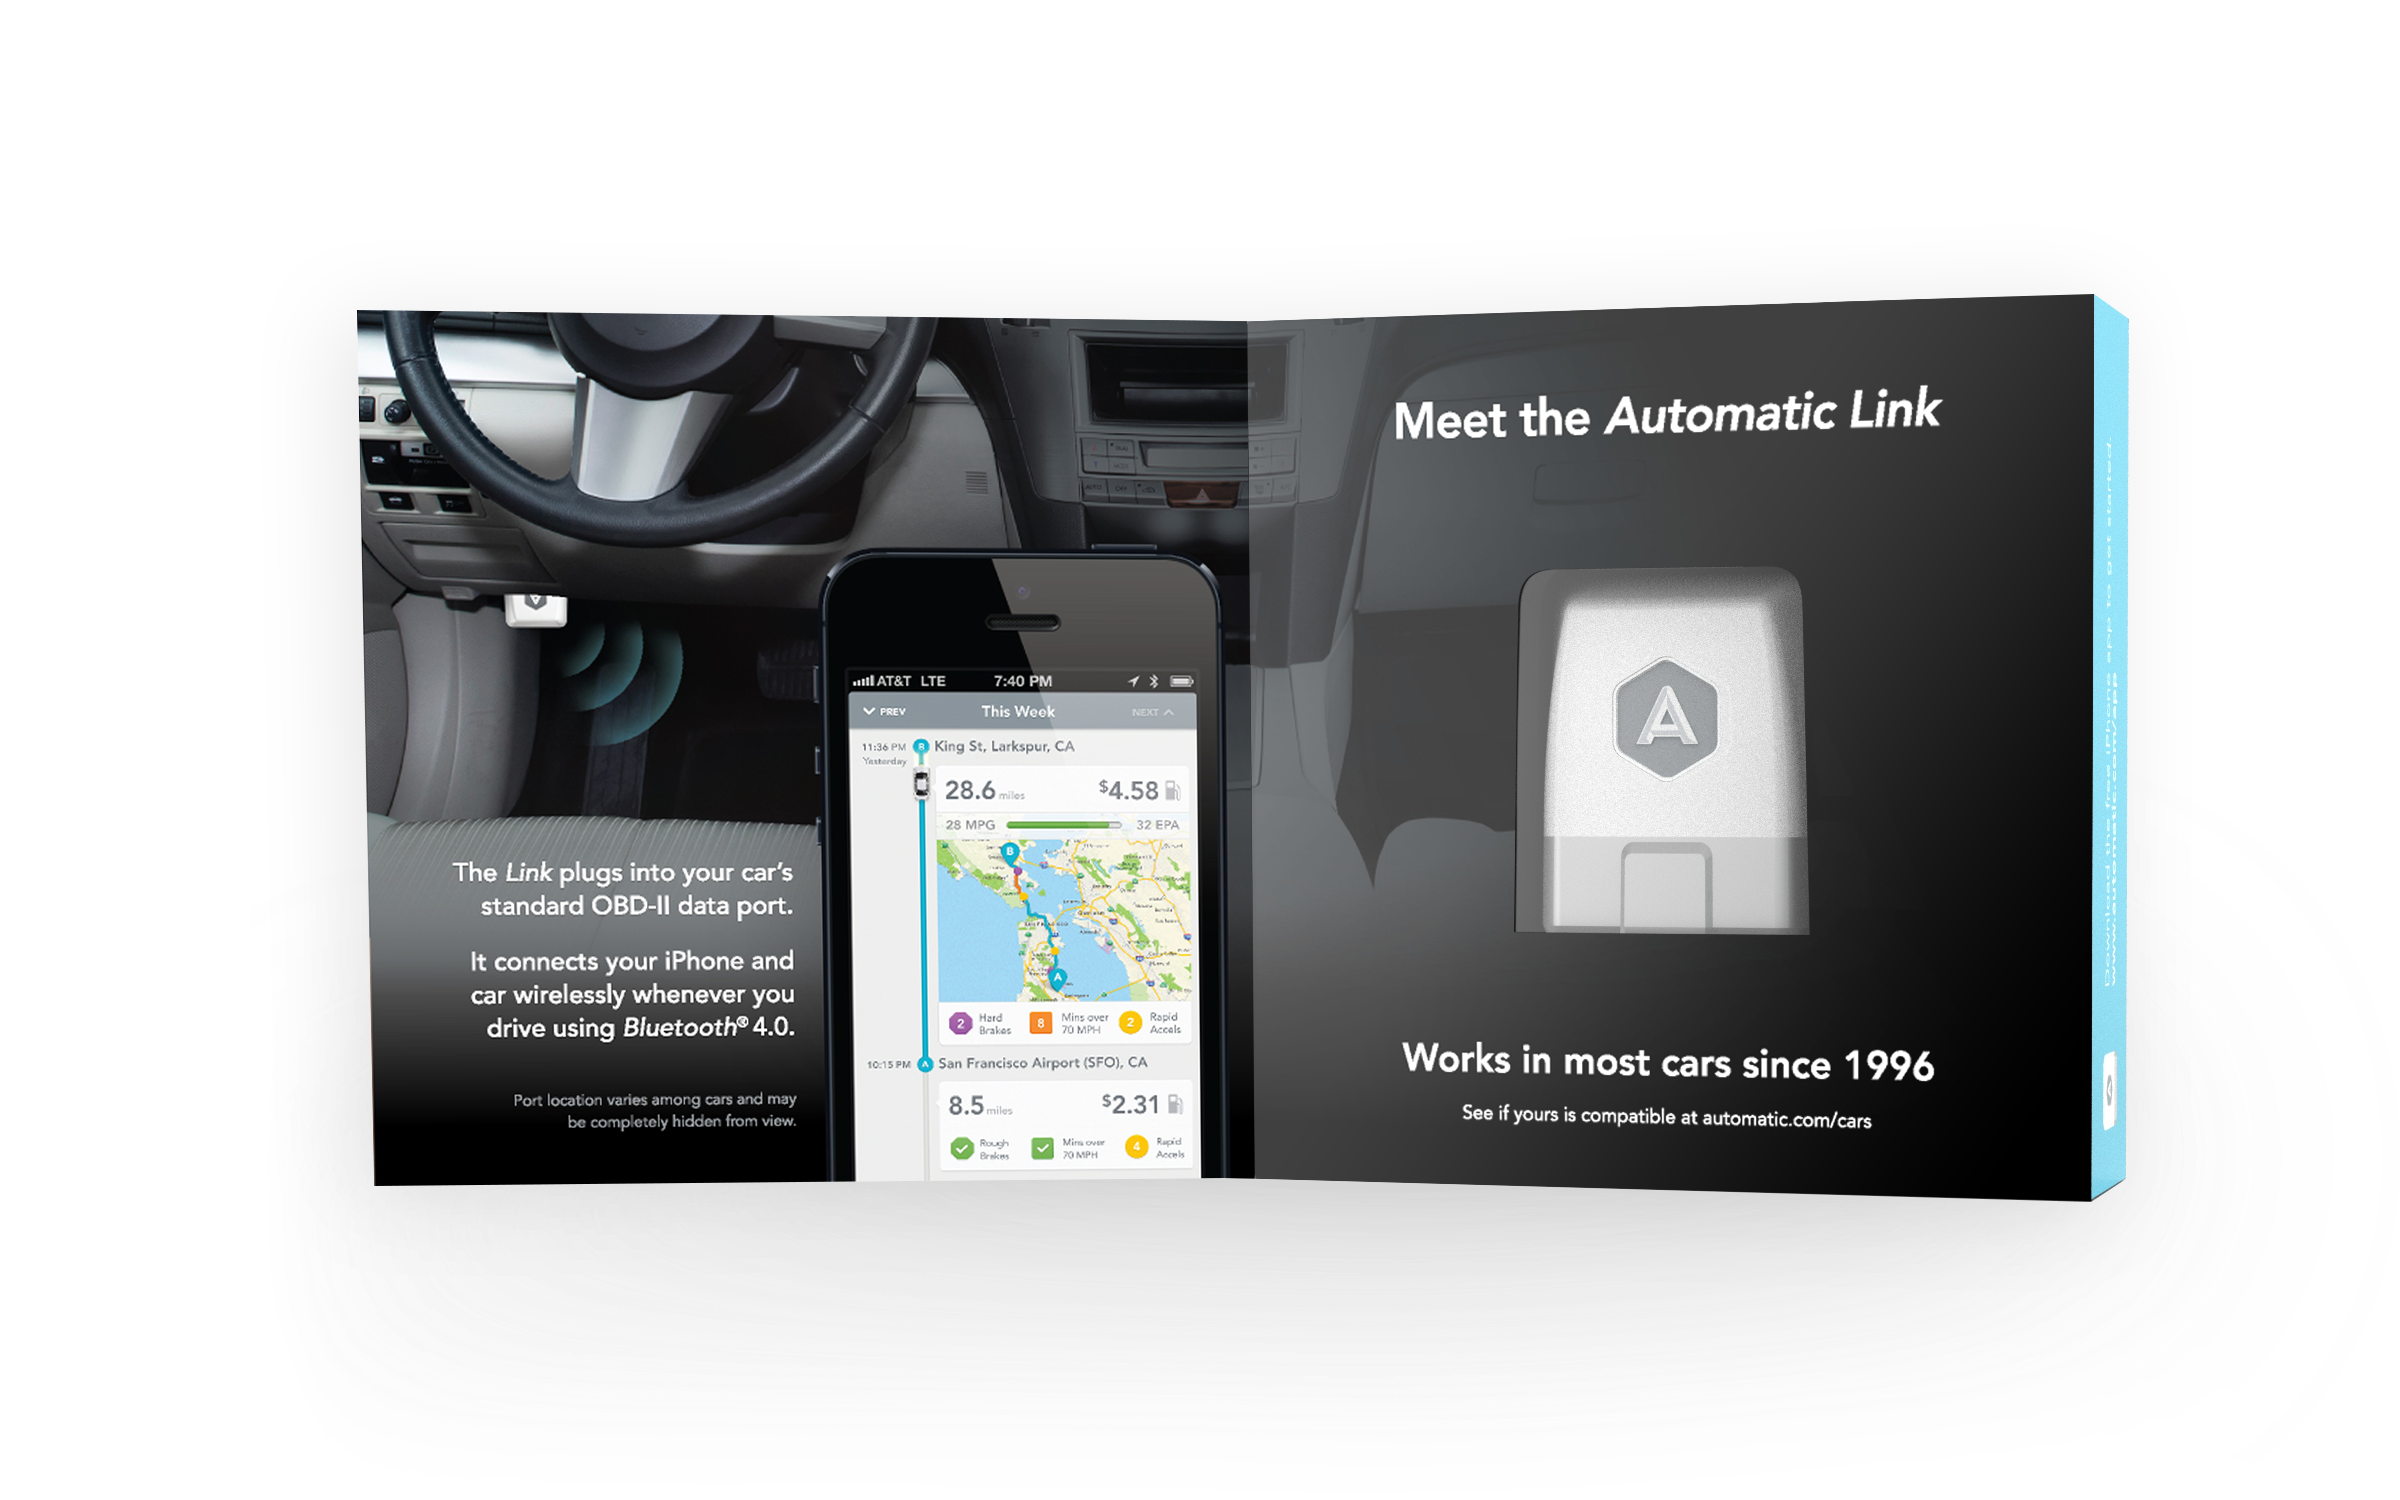 The Link plugs into your car's
standard OBD-II data port.
It connects your iPhone and
car wirelessly whenever you
drive using Bluetooth® 4.0.
Port location varies among cars and may
be completely hidden from view.
AT&T LTE 7:40 PM
PREV This Week NEXT
11:36 PM B King St, Larkspur, CA
Yesterday
28.6 miles $4.58
28 MPG 32 EPA
B
A
2 Hard Brakes 8 Mins over 70 MPH 2 Rapid Accels
10:15 PM A San Francisco Airport (SFO), CA
8.5 miles $2.31
Rough Brakes Mins over 70 MPH 4 Rapid Accels
Meet the Automatic Link
A
Works in most cars since 1996
See if yours is compatible at automatic.com/cars
Download the free iPhone app to get started.
www.automatic.com/app